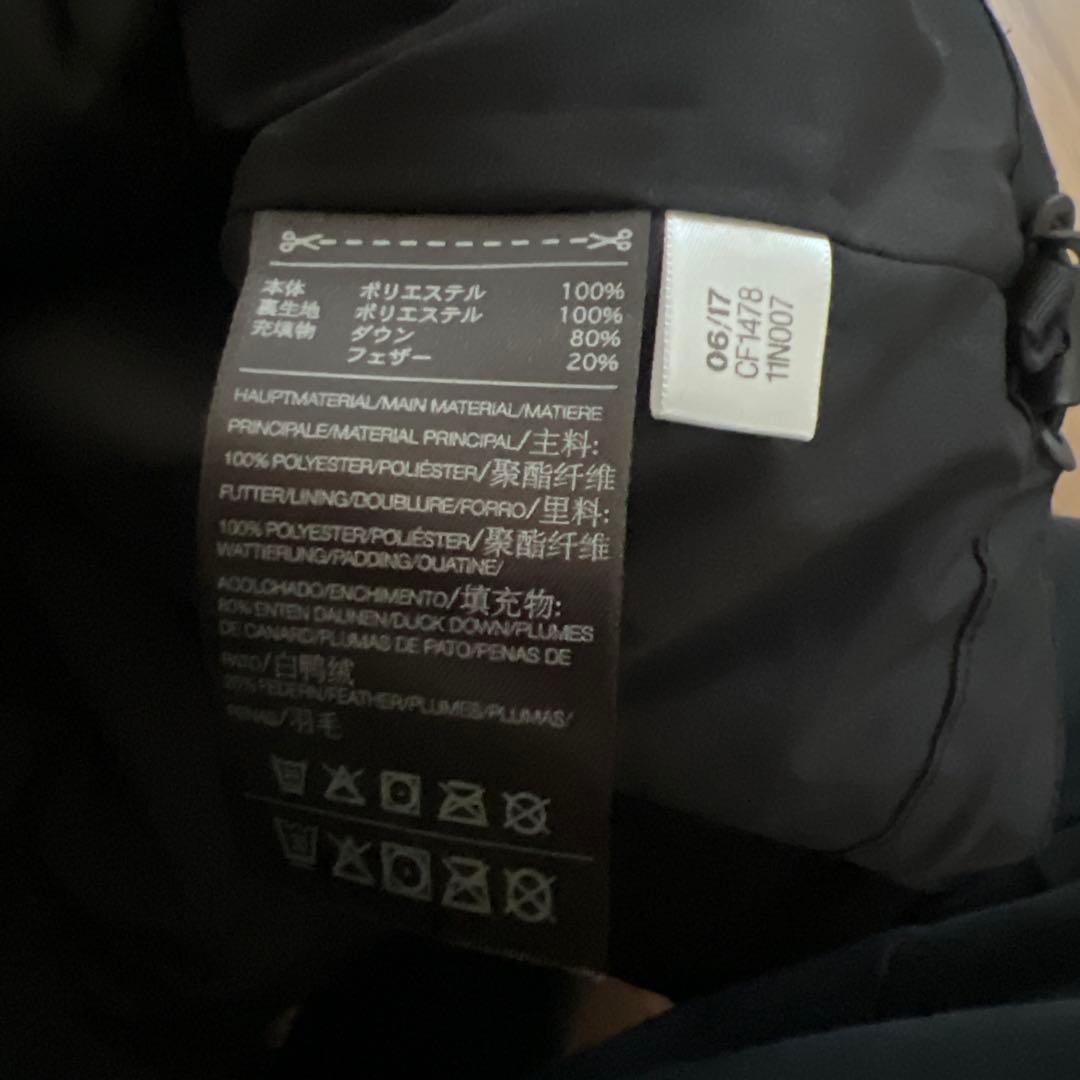 本体 ポリエステル 100%
裏生地 ポリエステル 100%
充填物 ダウン 80%
フェザー 20%
HAUPTMATERIAL/MAIN MATERIAL/MATIERE
PRINCIPALE/MATERIAL PRINCIPAL/主料:
100% POLYESTER/POLIÉSTER/聚酯纤维
FUTTER/LINING/DOUBLURE/FORRO/里料:
100% POLYESTER/POLIÉSTER/聚酯纤维
WATTIERUNG/PADDING/OUATINE/
ACOLCHADO/ENCHIMENTO/填充物:
80% ENTEN DAUNEN/DUCK DOWN/PLUMES
DE CANARD/PLUMAS DE PATO/PENAS DE
PATO/白鸭绒
20% FEDERN/FEATHER/PLUMES/PLUMAS/
PENAS/羽毛
06/17
CF1478
11N007